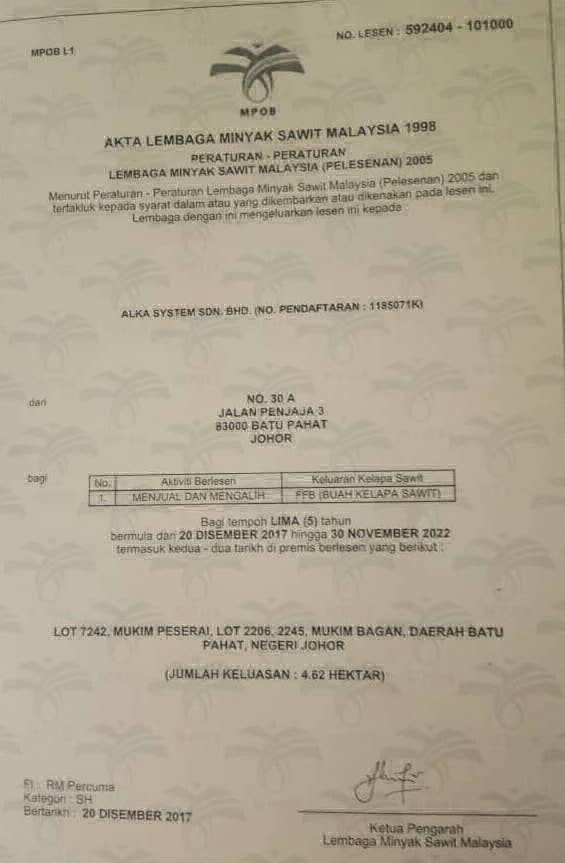 MPOB L1
NO. LESEN : 592404 - 101000
MPOB
AKTA LEMBAGA MINYAK SAWIT MALAYSIA 1998
PERATURAN - PERATURAN
LEMBAGA MINYAK SAWIT MALAYSIA (PELESENAN) 2005
Menurut Peraturan - Peraturan Lembaga Minyak Sawit Malaysia (Pelesenan) 2005 dan
tertakluk kepada syarat dalam atau yang dikembarkan atau dikenakan pada lesen ini,
Lembaga dengan ini mengeluarkan lesen ini kepada :
ALKA SYSTEM SDN. BHD. (NO. PENDAFTARAN : 1185071K)
dari
NO. 30 A
JALAN PENJAJA 3
83000 BATU PAHAT
JOHOR
bagi
No. Aktiviti Berlesen Keluaran Kelapa Sawit
1. MENJUAL DAN MENGALIH FFB (BUAH KELAPA SAWIT)
Bagi tempoh LIMA (5) tahun
bermula dari 20 DISEMBER 2017 hingga 30 NOVEMBER 2022
termasuk kedua - dua tarikh di premis berlesen yang berikut :
LOT 7242, MUKIM PESERAI, LOT 2206, 2245, MUKIM BAGAN, DAERAH BATU
PAHAT, NEGERI JOHOR
(JUMLAH KELUASAN : 4.62 HEKTAR)
FI : RM Percuma
Kategori : SH
Bertarikh : 20 DISEMBER 2017
Ketua Pengarah
Lembaga Minyak Sawit Malaysia